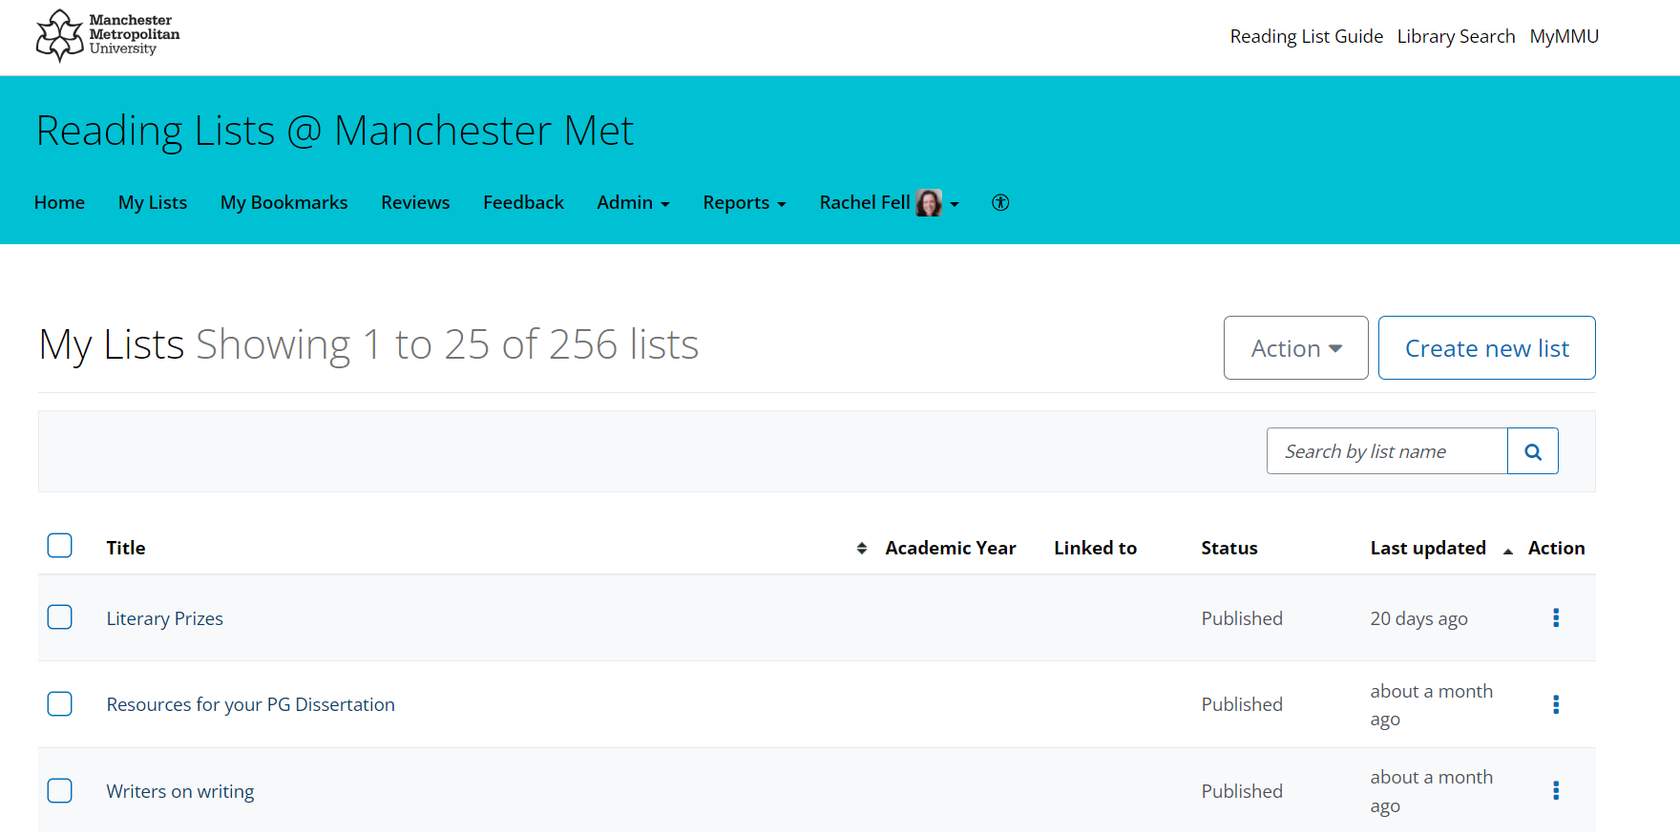 Manchester
Metropolitan
University
Reading List Guide Library Search MyMMU
Reading Lists @ Manchester Met
Home My Lists My Bookmarks Reviews Feedback Admin Reports Rachel Fell
My Lists Showing 1 to 25 of 256 lists
Action Create new list
Search by list name
Title Academic Year Linked to Status Last updated Action
Literary Prizes Published 20 days ago
Resources for your PG Dissertation Published about a month
ago
Writers on writing Published about a month
ago